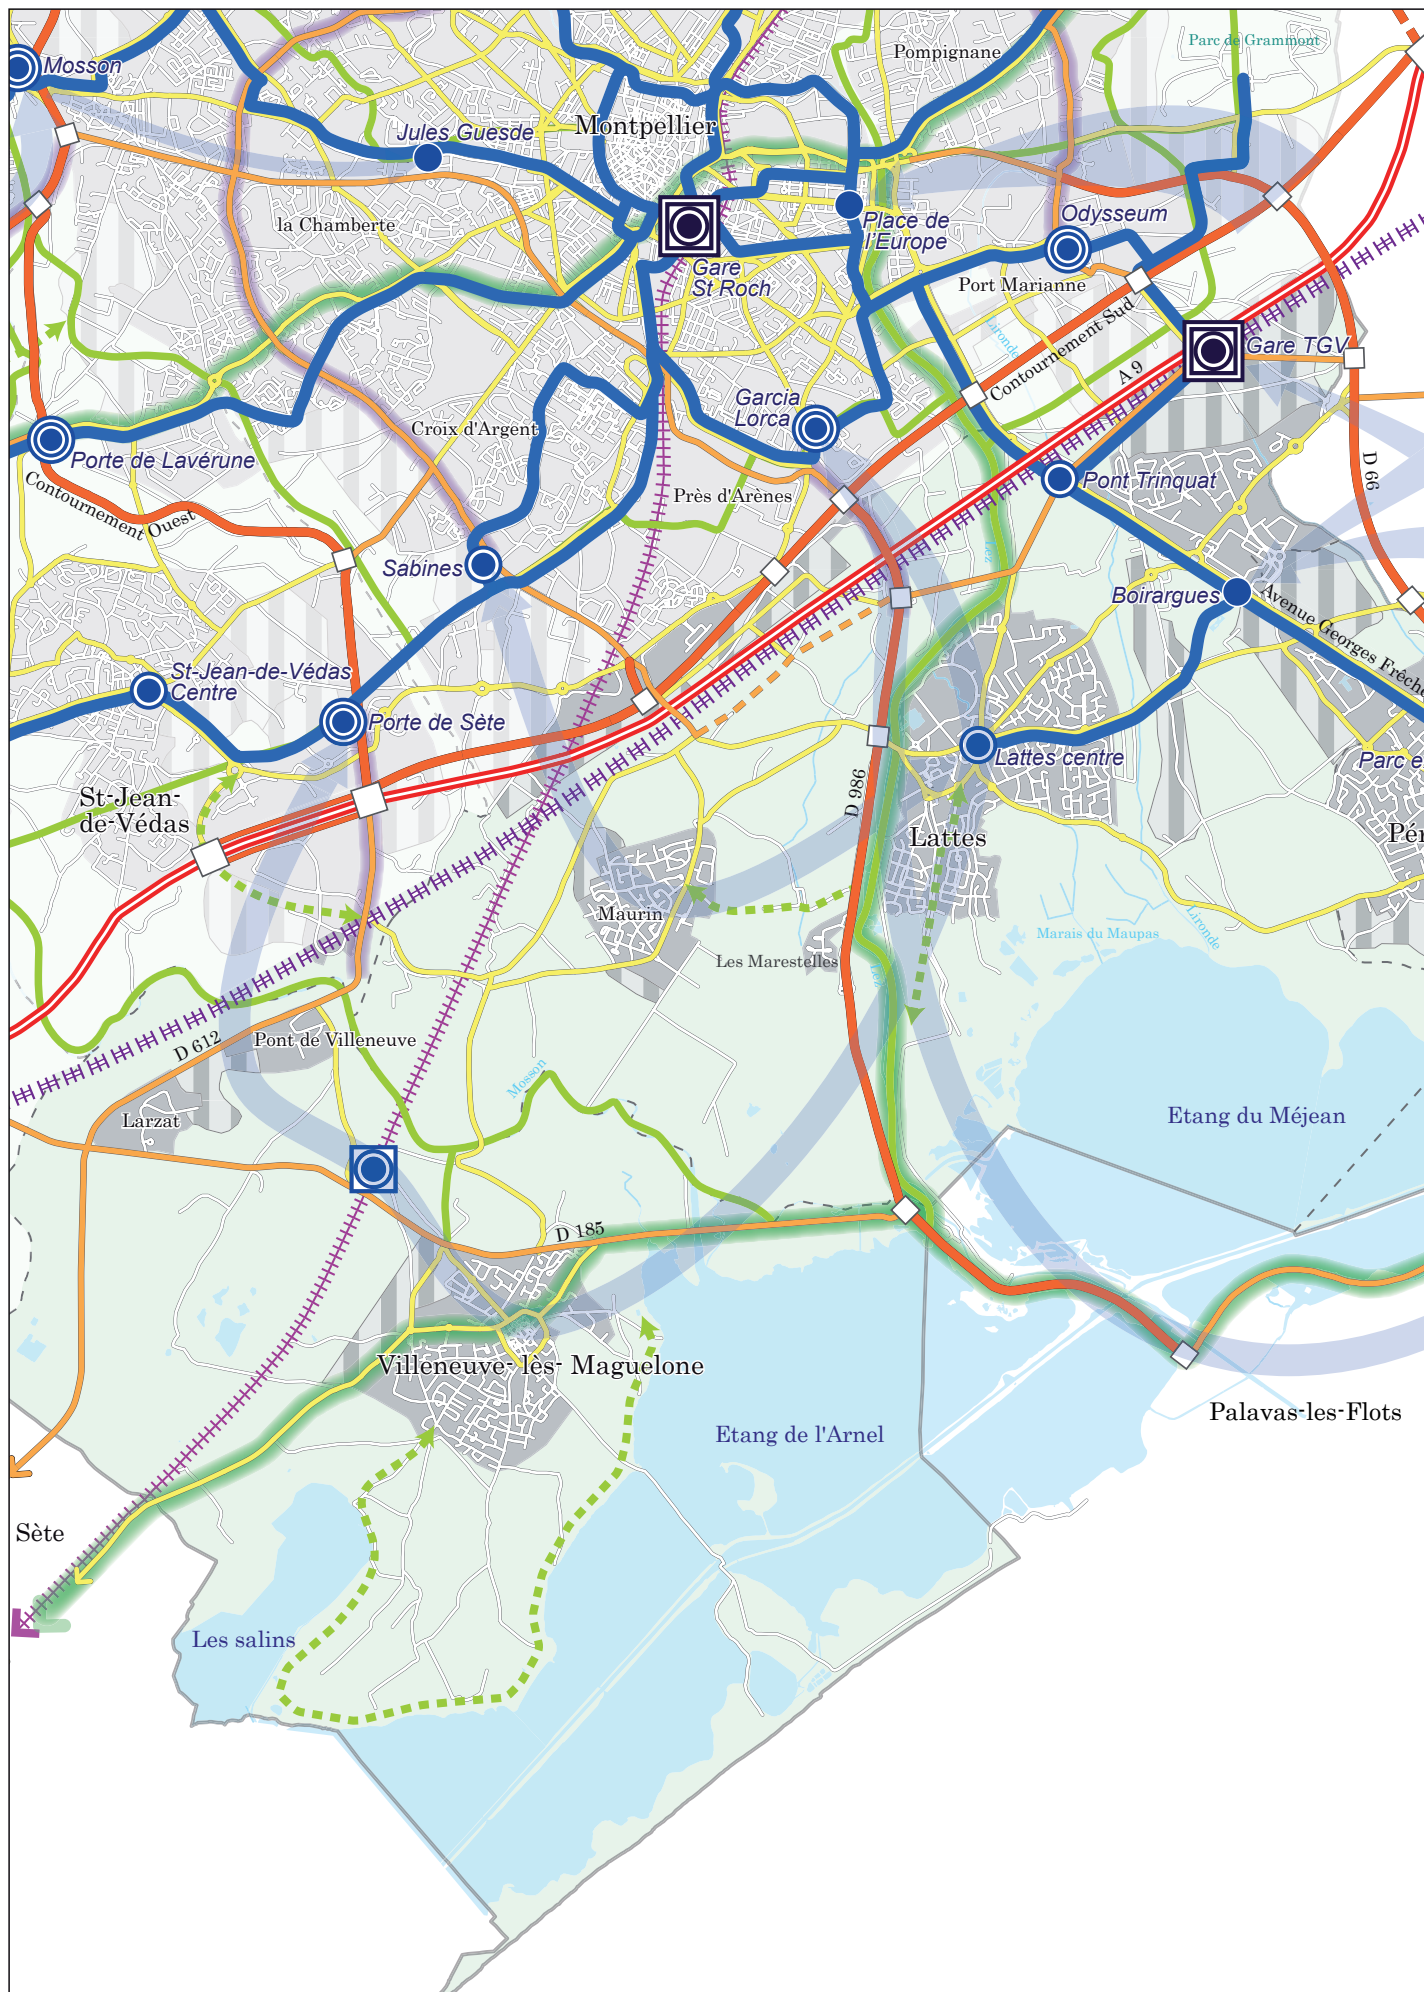 Parc de Grammont
Pompignane
Mosson
Jules Guesde
Montpellier
la Chamberte
Place de
l'Europe
Odysseum
Gare
St Roch
Port Marianne
Lironde
Contournement Sud
Gare TGV
A 9
Garcia
Lorca
Croix d'Argent
Porte de Lavérune
Contournement Ouest
Près d'Arènes
D 66
Pont Trinquat
Lez
Sabines
Boirargues
Avenue Georges Frêche
St-Jean-de-Védas
Centre
Porte de Sète
Lattes centre
Parc e
D 986
St-Jean-
de-Védas
Lattes
Pér
Maurin
Les Marestelles
Marais du Maupas
Lironde
Lez
D 612
Pont de Villeneuve
Mosson
Larzat
Etang du Méjean
D 185
Villeneuve- lès- Maguelone
Palavas-les-Flots
Etang de l'Arnel
Sète
Les salins